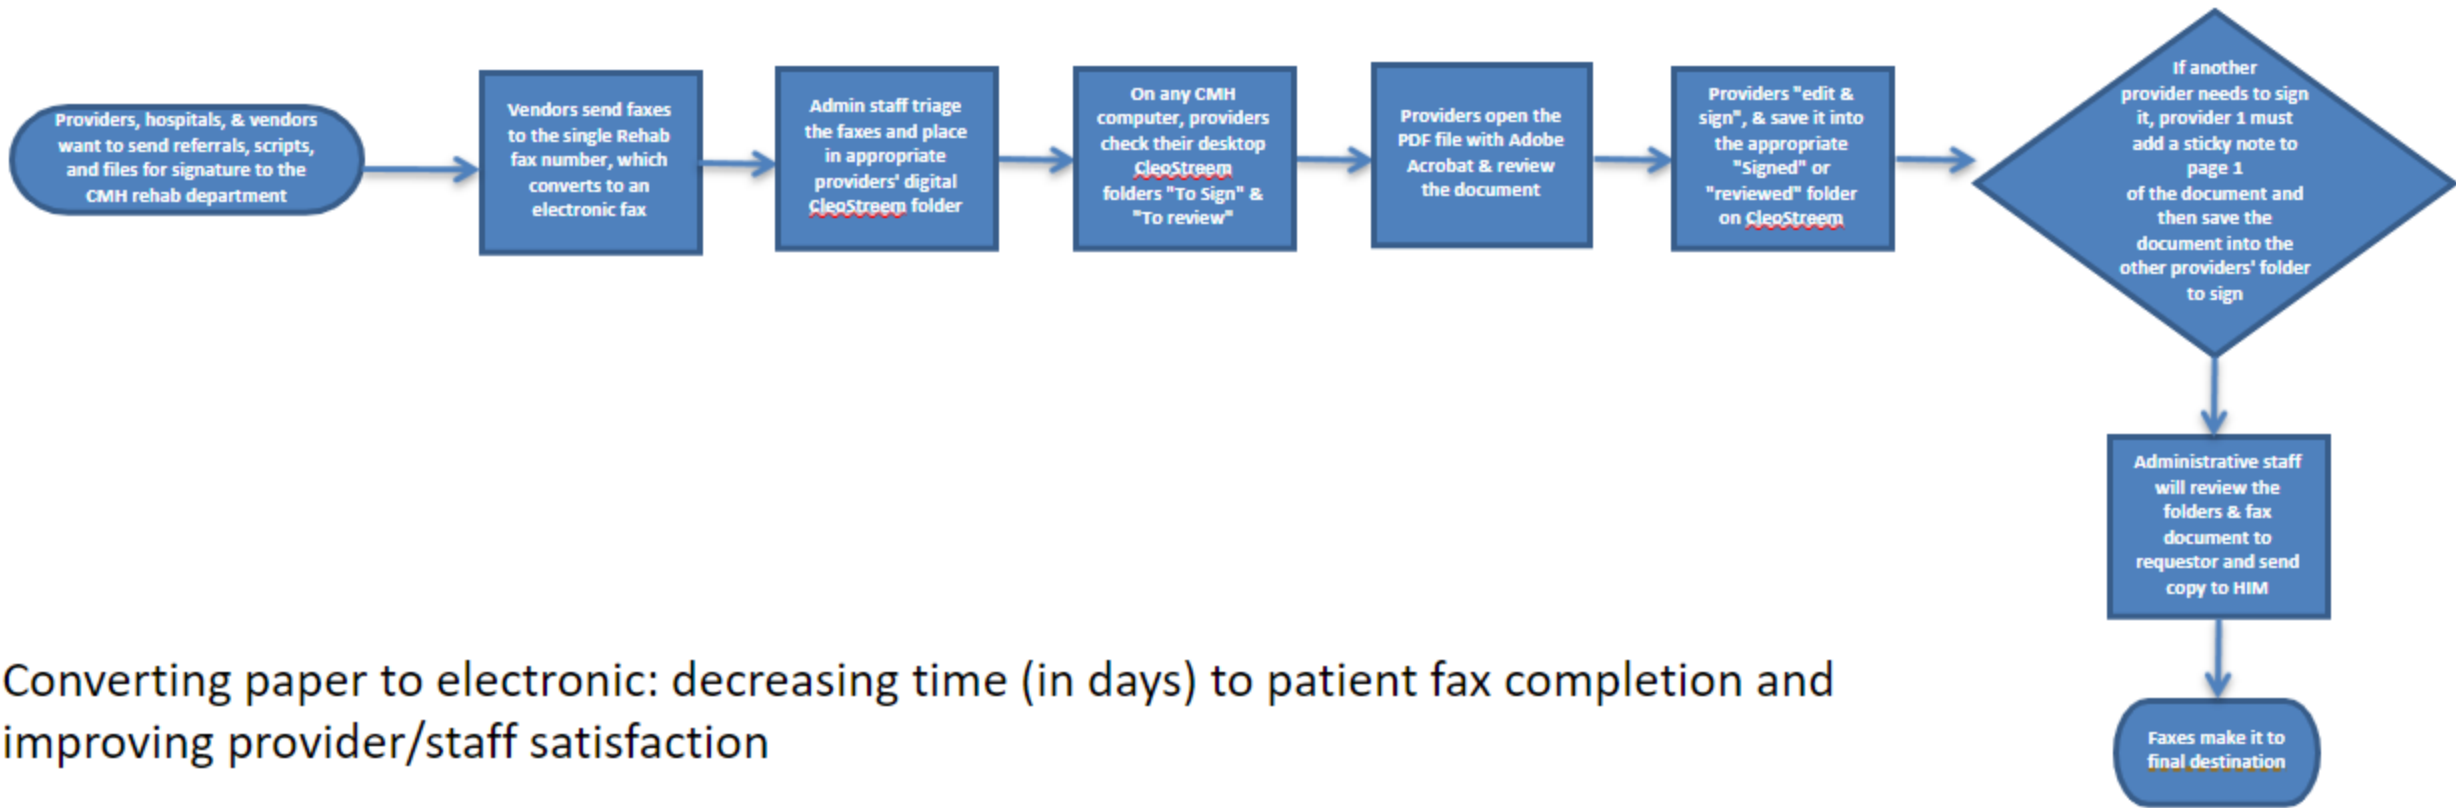 Providers, hospitals, & vendors
want to send referrals, scripts,
and files for signature to the
CMH rehab department
Vendors send faxes
to the single Rehab
fax number, which
converts to an
electronic fax
Admin staff triage
the faxes and place
in appropriate
providers' digital
CleoStreem folder
On any CMH
computer, providers
check their desktop
CleoStreem
folders "To Sign" &
"To review"
Providers open the
PDF file with Adobe
Acrobat & review
the document
Providers "edit &
sign", & save it into
the appropriate
"Signed" or
"reviewed" folder
on CleoStreem
If another
provider needs to sign
it, provider 1 must
add a sticky note to
page 1
of the document and
then save the
document into the
other providers' folder
to sign
Administrative staff
will review the
folders & fax
document to
requestor and send
copy to HIM
Faxes make it to
final destination
Converting paper to electronic: decreasing time (in days) to patient fax completion and
improving provider/staff satisfaction